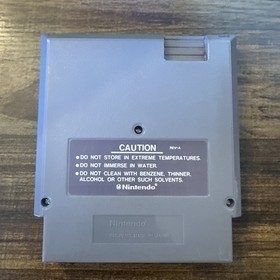 CAUTION REV-A
• DO NOT STORE IN EXTREME TEMPERATURES.
• DO NOT IMMERSE IN WATER.
• DO NOT CLEAN WITH BENZENE, THINNER,
ALCOHOL OR OTHER SUCH SOLVENTS.
Nintendo